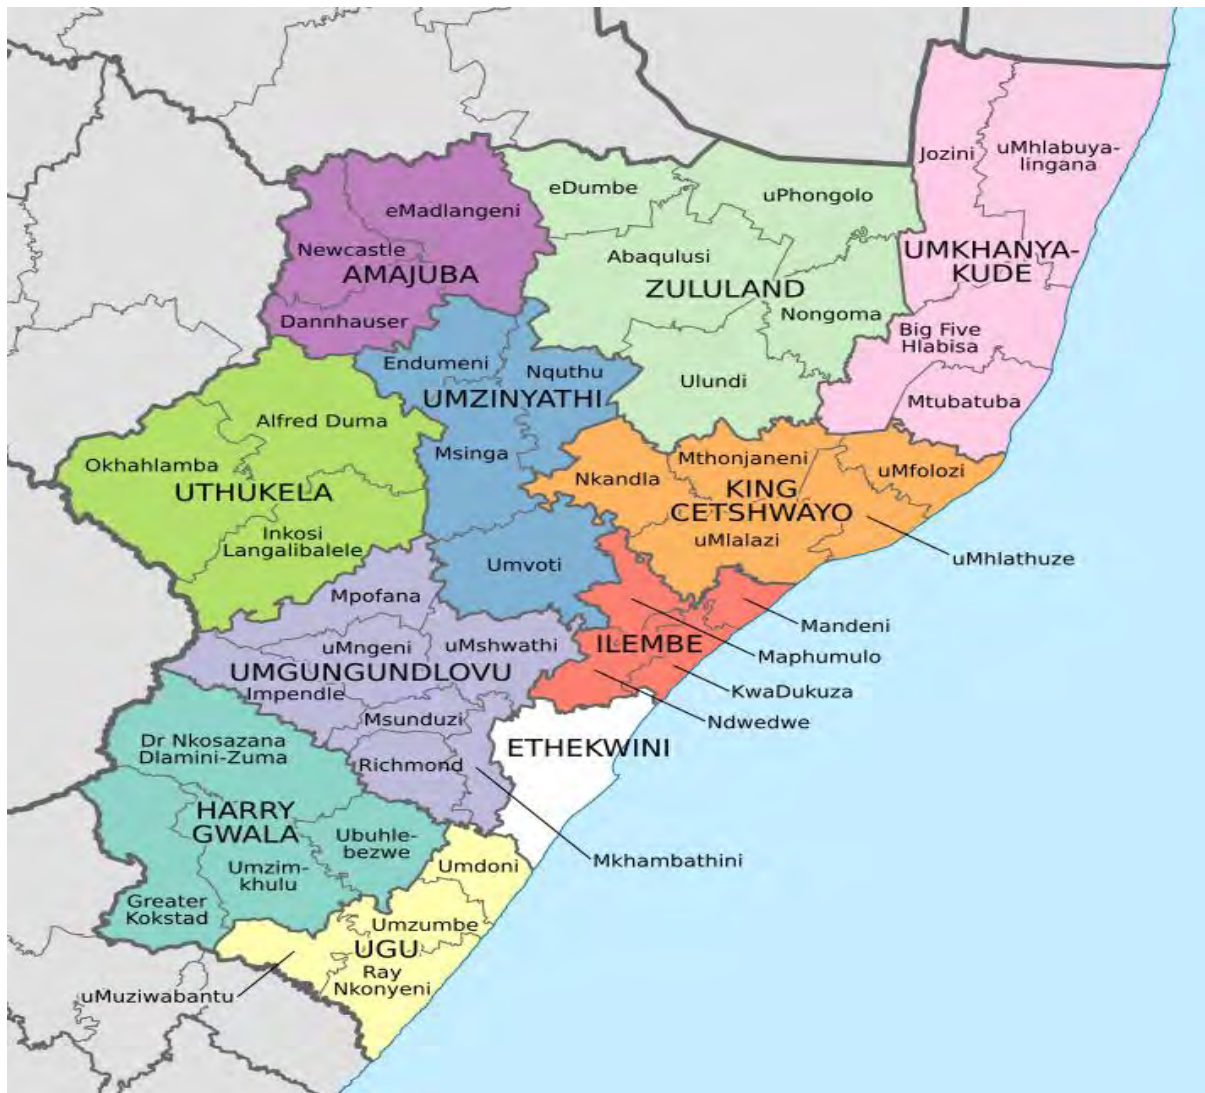 Jozini
uMhlabuya-
lingana
eDumbe
uPhongolo
eMadlangeni
Newcastle
AMAJUBA
Abaqulusi
ZULULAND
UMKHANYA-
KUDE
Dannhauser
Nongoma
Big Five
Hlabisa
Endumeni
Nquthu
Ulundi
UMZINYATHI
Mtubatuba
Alfred Duma
Okhahlamba
UTHUKELA
Msinga
Nkandla
Mthonjaneni
uMfolozi
KING
CETSHWAYO
Inkosi
Langalibalele
uMlalazi
uMhlathuze
Umvoti
Mpofana
Mandeni
uMngeni
uMshwathi
ILEMBE
Maphumulo
UMGUNGUNDLOVU
Impendle
KwaDukuza
Msunduzi
Ndwedwe
Dr Nkosazana
Dlamini-Zuma
ETHEKWINI
Richmond
HARRY
GWALA
Ubuhle-
bezwe
Mkhambathini
Umdoni
Umzim-
khulu
Greater
Kokstad
Umzumbe
UGU
Ray
Nkonyeni
uMuziwabantu